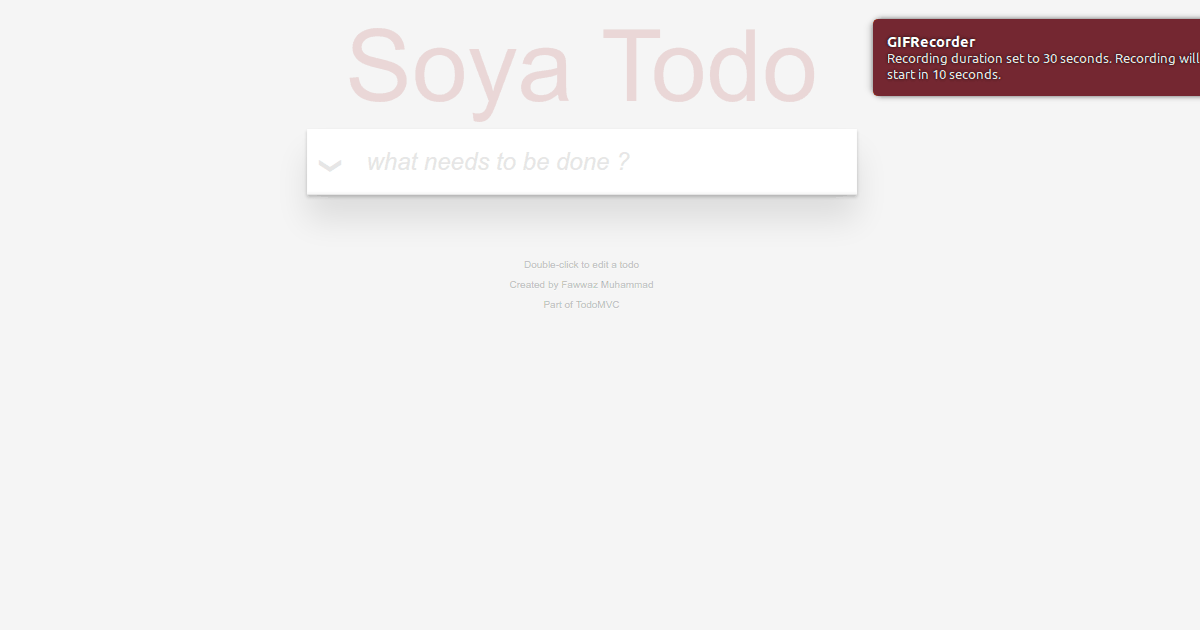 Soya Todo
GIFRecorder
Recording duration set to 30 seconds. Recording will
start in 10 seconds.
what needs to be done ?
Double-click to edit a todo
Created by Fawwaz Muhammad
Part of TodoMVC